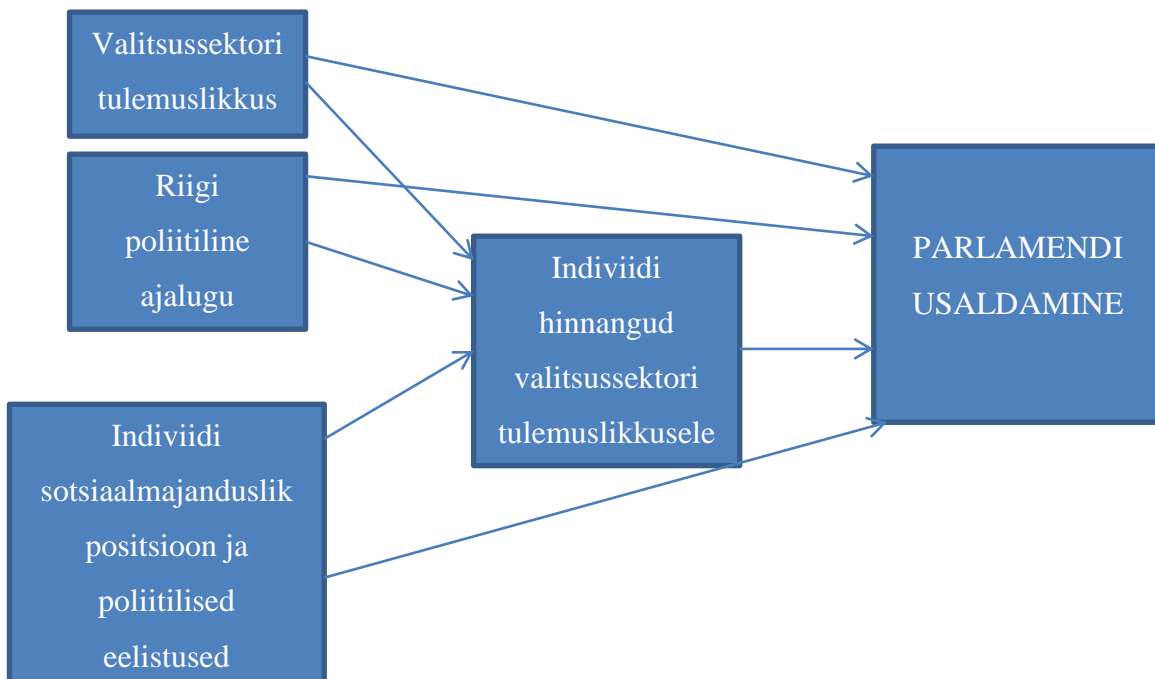 Valitsussektori
tulemuslikkus
Riigi
poliitiline
ajalugu
Indiviidi
sotsiaalmajanduslik
positsioon ja
poliitilised
eelistused
Indiviidi
hinnangud
valitsussektori
tulemuslikkusele
PARLAMENDI
USALDAMINE